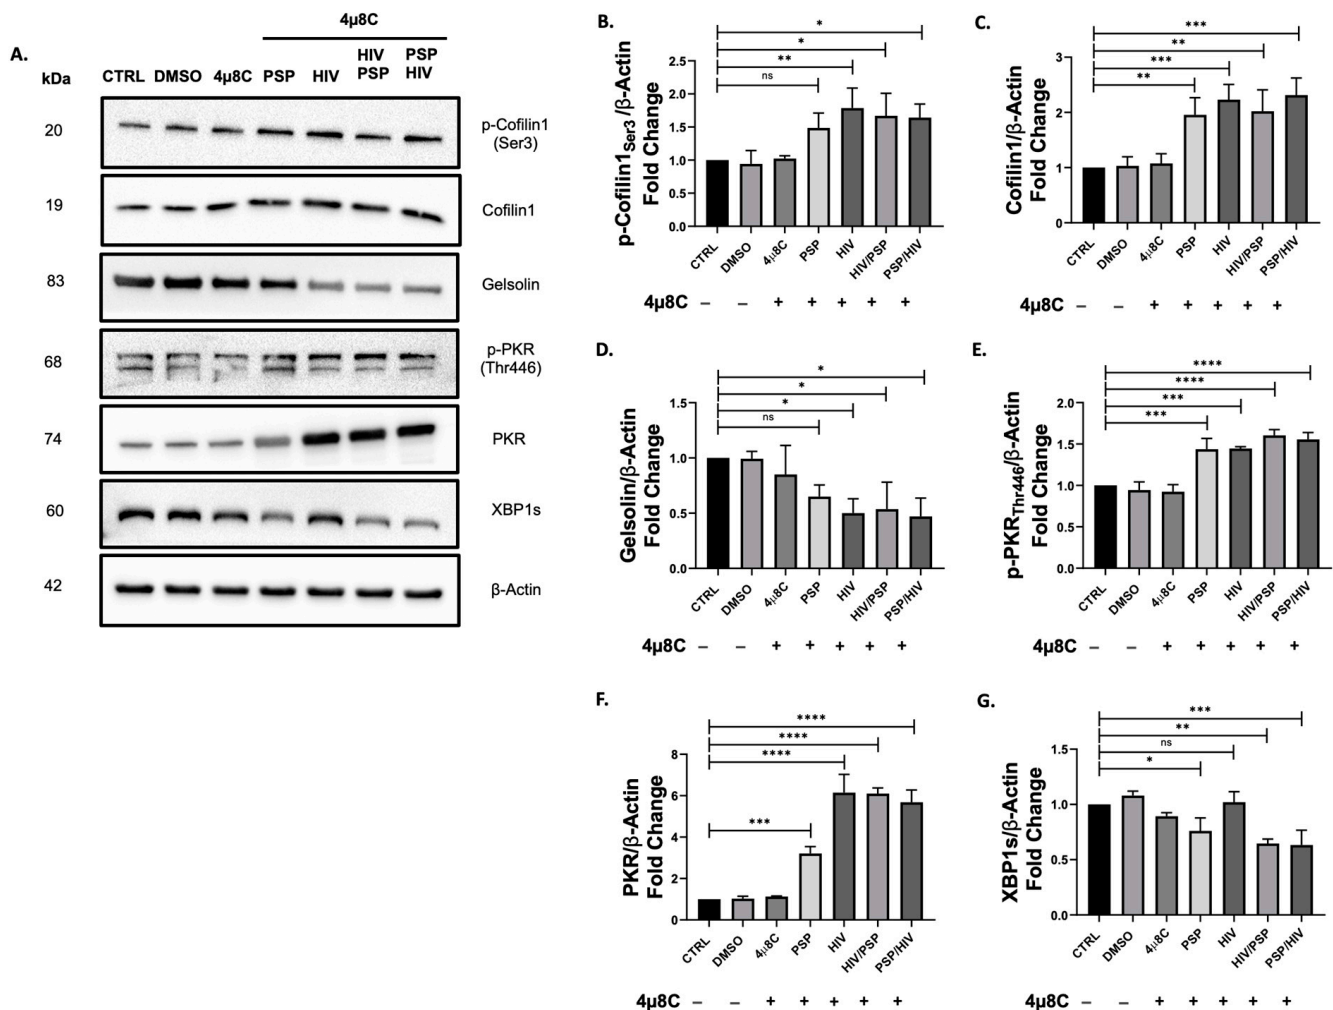 A.
4µ8C
kDa
CTRL DMSO 4µ8C PSP HIV HIV PSP PSP HIV
20 p-Cofilin1 (Ser3)
19 Cofilin1
83 Gelsolin
68 p-PKR (Thr446)
74 PKR
60 XBP1s
42 β-Actin
B.
p-Cofilin1Ser3/β-Actin
Fold Change
2.5
2.0
1.5
1.0
0.5
0.0
*
*
**
ns
CTRL DMSO 4µ8C PSP HIV HIV/PSP PSP/HIV
4µ8C – – + + + + +
C.
Cofilin1/β-Actin
Fold Change
3
2
1
0
***
**
***
**
CTRL DMSO 4µ8C PSP HIV HIV/PSP PSP/HIV
4µ8C – – + + + + +
D.
Gelsolin/β-Actin
Fold Change
1.5
1.0
0.5
0.0
*
*
*
ns
CTRL DMSO 4µ8C PSP HIV HIV/PSP PSP/HIV
4µ8C – – + + + + +
E.
p-PKRThr446/β-Actin
Fold Change
2.0
1.5
1.0
0.5
0.0
****
****
***
***
CTRL DMSO 4µ8C PSP HIV HIV/PSP PSP/HIV
4µ8C – – + + + + +
F.
PKR/β-Actin
Fold Change
8
6
4
2
0
****
****
****
***
CTRL DMSO 4µ8C PSP HIV HIV/PSP PSP/HIV
4µ8C – – + + + + +
G.
XBP1s/β-Actin
Fold Change
1.5
1.0
0.5
0.0
***
**
ns
*
CTRL DMSO 4µ8C PSP HIV HIV/PSP PSP/HIV
4µ8C – – + + + + +